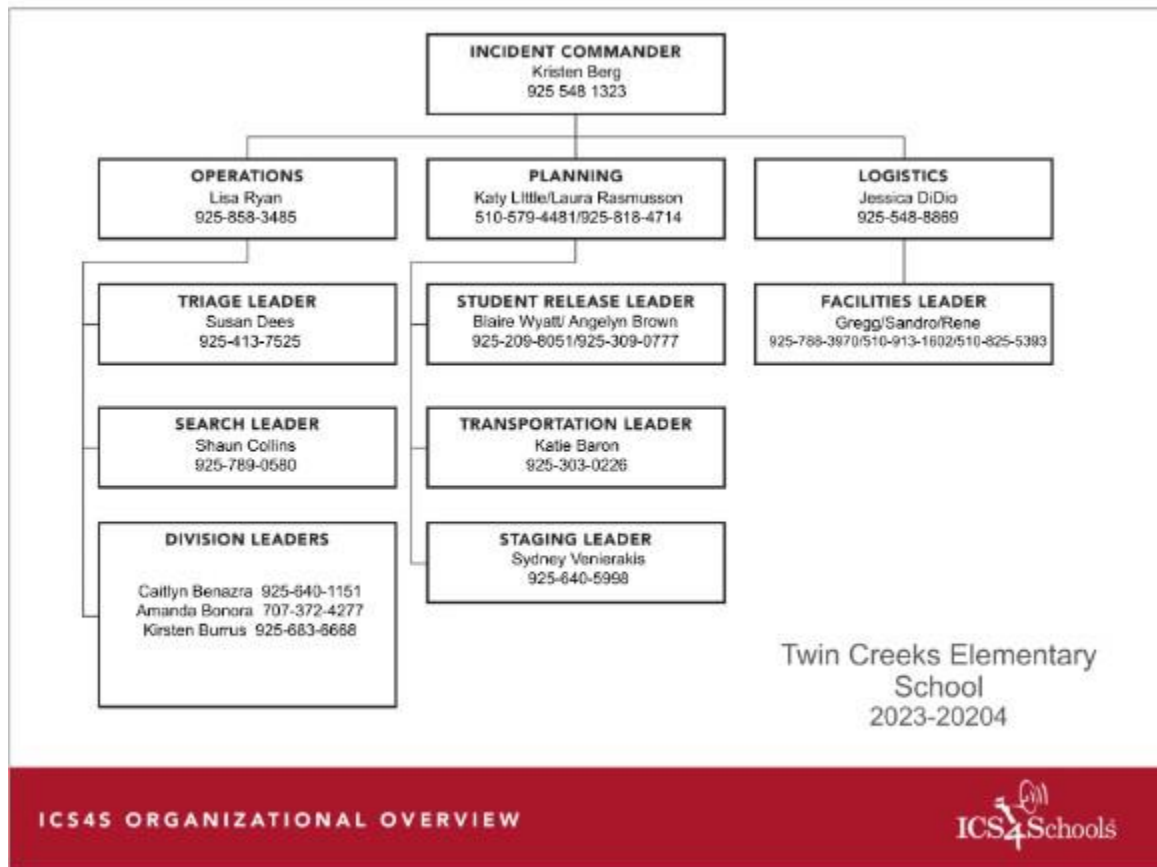 INCIDENT COMMANDER
Kristen Berg
925 548 1323
OPERATIONS
Lisa Ryan
925-858-3485
PLANNING
Katy LIttle/Laura Rasmusson
510-579-4481/925-818-4714
LOGISTICS
Jessica DiDio
925-548-8869
TRIAGE LEADER
Susan Dees
925-413-7525
STUDENT RELEASE LEADER
Blaire Wyatt/ Angelyn Brown
925-209-8051/925-309-0777
FACILITIES LEADER
Gregg/Sandro/Rene
925-788-3970/510-913-1602/510-825-5393
SEARCH LEADER
Shaun Collins
925-789-0580
TRANSPORTATION LEADER
Katie Baron
925-303-0226
DIVISION LEADERS
Caitlyn Benazra 925-640-1151
Amanda Bonora 707-372-4277
Kirsten Burrus 925-683-6668
STAGING LEADER
Sydney Venierakis
925-640-5998
Twin Creeks Elementary
School
2023-20204
ICS4S ORGANIZATIONAL OVERVIEW
ICS4Schools